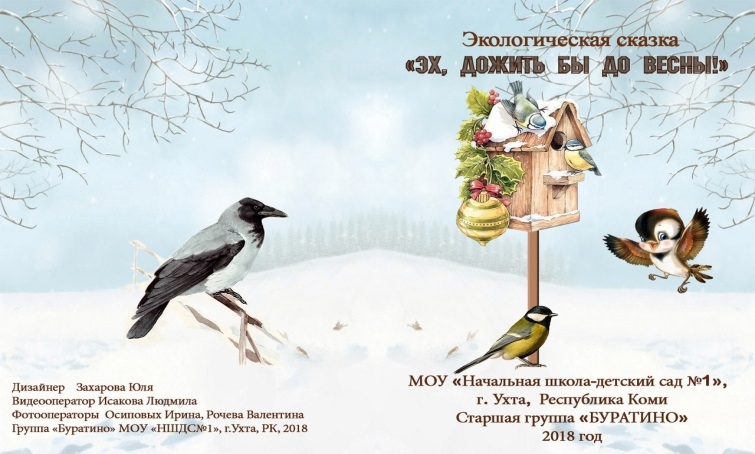 Экологическая сказка
«ЭХ, ДОЖИТЬ БЫ ДО ВЕСНЫ!»
МОУ «Начальная школа-детский сад №1»,
г. Ухта, Республика Коми
Старшая группа «БУРАТИНО»
2018 год
Дизайнер Захарова Юля
Видеооператор Исакова Людмила
Фотооператоры Осиповых Ирина, Рочева Валентина
Группа «Буратино» МОУ «НШДС№1», г.Ухта, РК, 2018